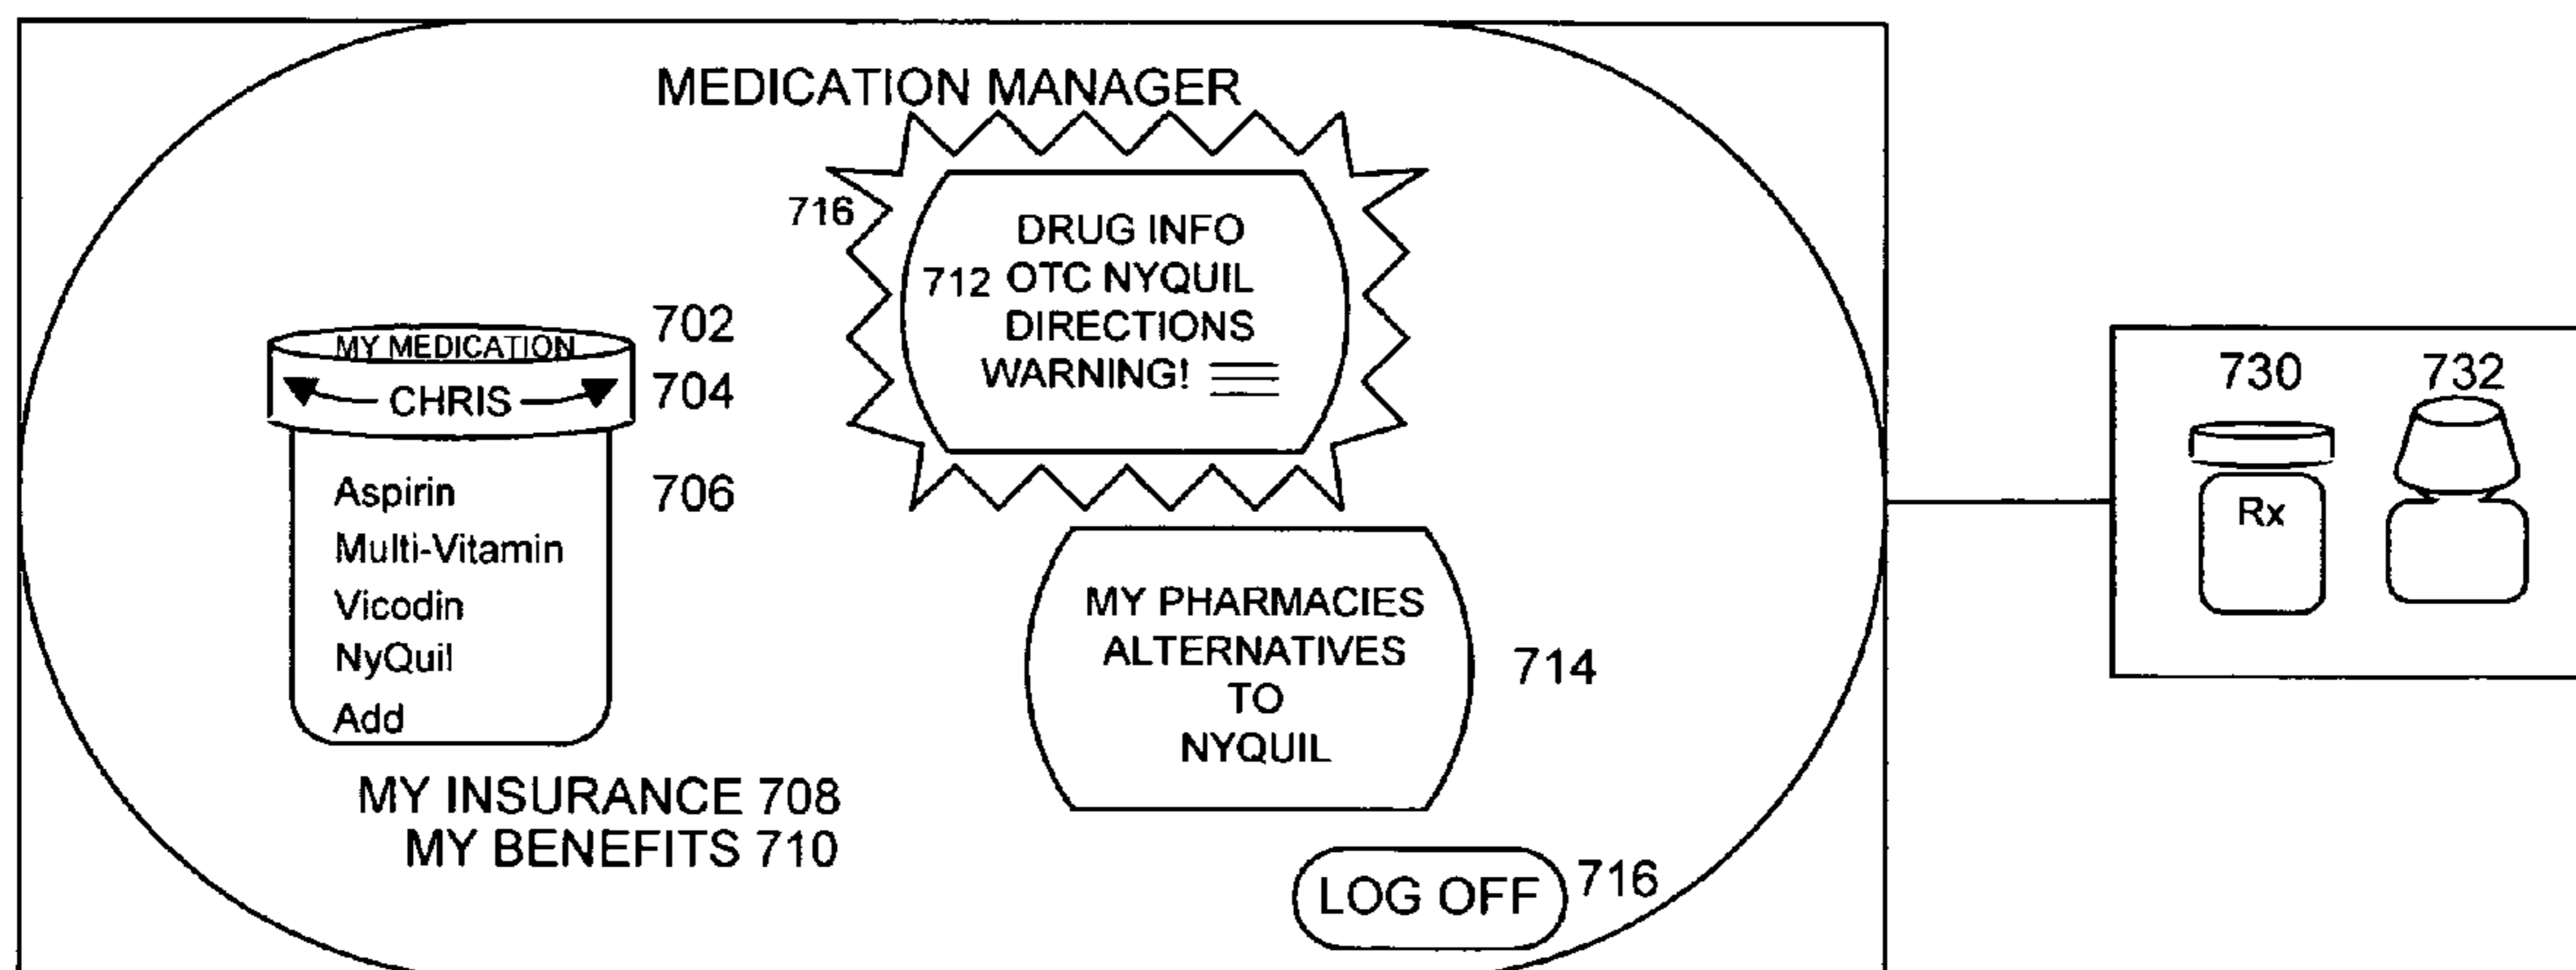 MEDICATION MANAGER
716
DRUG INFO
712 OTC NYQUIL
DIRECTIONS
WARNING!
702
MY MEDICATION
704
CHRIS
706
Aspirin
Multi-Vitamin
Vicodin
NyQuil
Add
MY INSURANCE 708
MY BENEFITS 710
MY PHARMACIES
ALTERNATIVES
TO
NYQUIL
714
LOG OFF 716
730 732
Rx